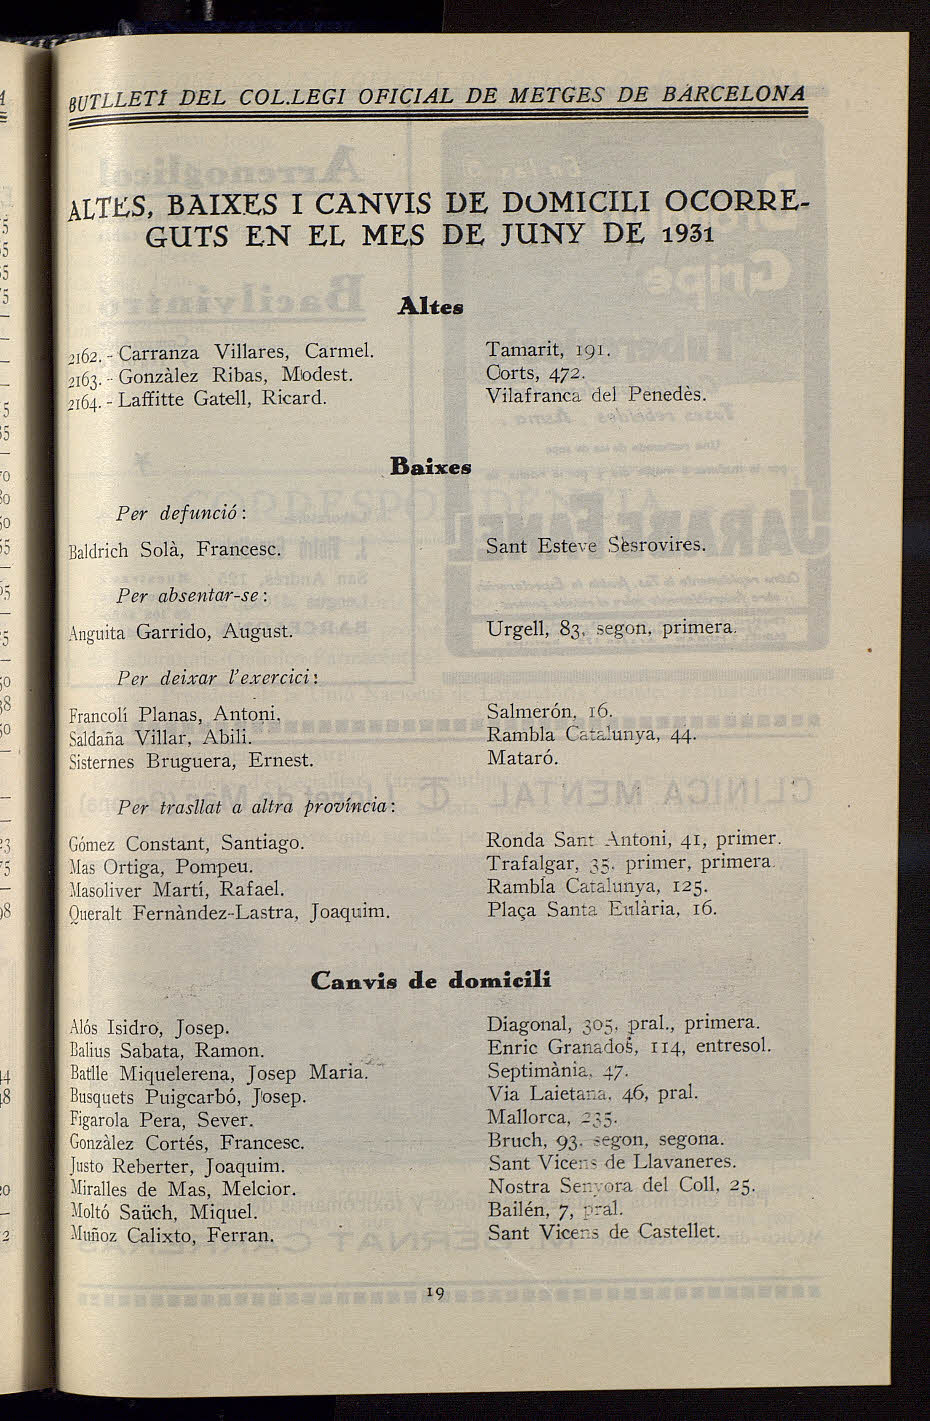 BUTLLETÍ DEL COL.LEGI OFICIAL DE METGES DE BARCELONA
ALTES, BAIXES I CANVIS DE DOMICILI OCORRE-
GUTS EN EL MES DE JUNY DE 1931
Altes
2162. - Carranza Villares, Carmel. Tamarit, 191.
2163. - Gonzàlez Ribas, Modest. Corts, 472.
2164. - Laffitte Gatell, Ricard. Vilafranca del Penedès.
Baixes
Per defunció:
Baldrich Solà, Francesc. Sant Esteve Sesrovires.
Per absentar-se:
Anguita Garrido, August. Urgell, 83, segon, primera.
Per deixar l'exercici:
Francolí Planas, Antoni. Salmerón, 16.
Saldaña Villar, Abili. Rambla Catalunya, 44.
Sisternes Bruguera, Ernest. Mataró.
Per trasllat a altra província:
Gómez Constant, Santiago. Ronda Sant Antoni, 41, primer.
Mas Ortiga, Pompeu. Trafalgar, 35, primer, primera.
Masoliver Martí, Rafael. Rambla Catalunya, 125.
Queralt Fernàndez-Lastra, Joaquim. Plaça Santa Eulària, 16.
Canvis de domicili
Alós Isidro, Josep. Diagonal, 305, pral., primera.
Balius Sabata, Ramon. Enric Granados, 114, entresol.
Batlle Miquelerena, Josep Maria. Septimània, 47.
Busquets Puigcarbó, Josep. Via Laietana, 46, pral.
Figarola Pera, Sever. Mallorca, 235.
Gonzàlez Cortés, Francesc. Bruch, 93, segon, segona.
Justo Reberter, Joaquim. Sant Vicens de Llavaneres.
Miralles de Mas, Melcior. Nostra Senyora del Coll, 25.
Moltó Saüch, Miquel. Bailén, 7, pral.
Muñoz Calixto, Ferran. Sant Vicens de Castellet.
19